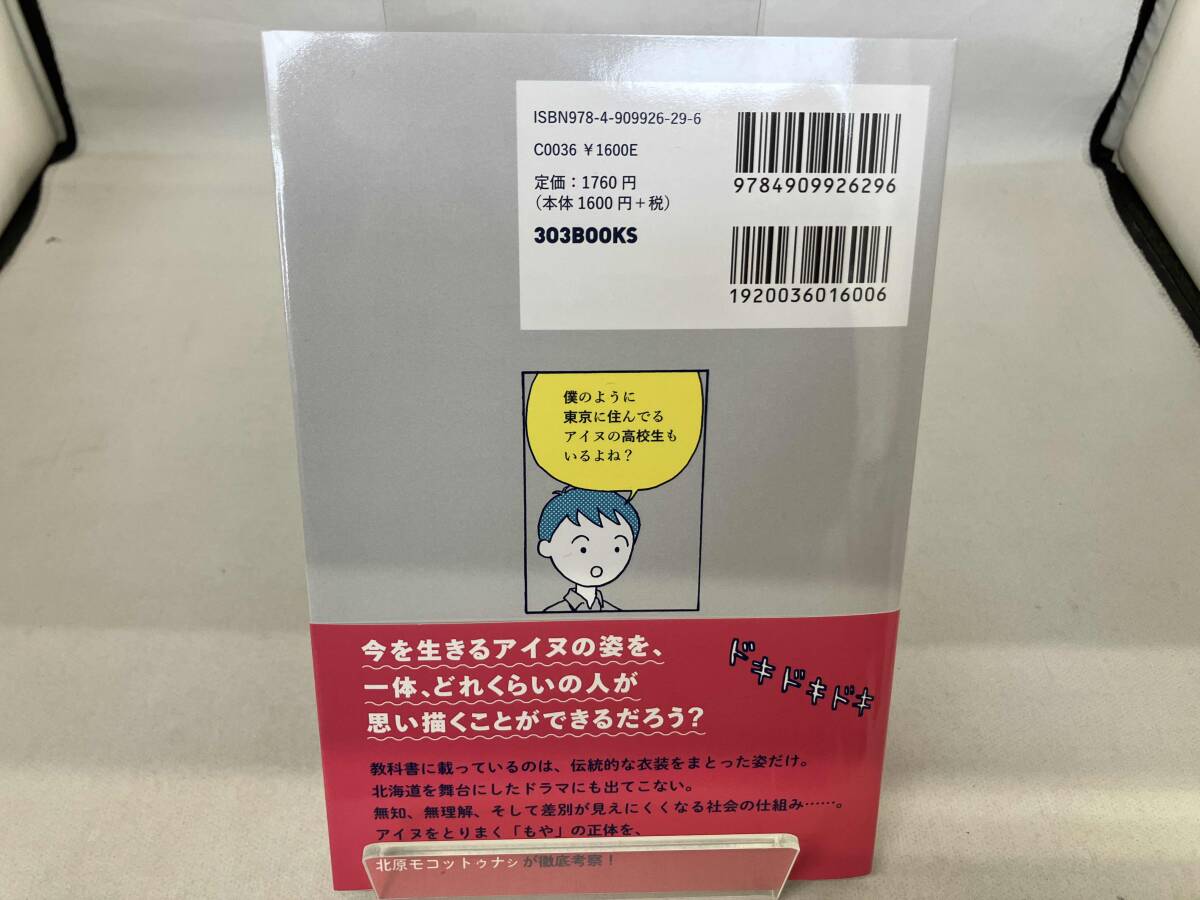 ISBN978-4-909926-29-6
C0036 ¥1600E
定価：1760円
（本体1600円＋税）
303BOOKS
9784909926296
1920036016006
僕のように
東京に住んでる
アイヌの高校生も
いるよね？
今を生きるアイヌの姿を、
一体、どれくらいの人が
思い描くことができるだろう？
ドキドキドキ
教科書に載っているのは、伝統的な衣装をまとった姿だけ。
北海道を舞台にしたドラマにも出てこない。
無知、無理解、そして差別が見えにくくなる社会の仕組み……。
アイヌをとりまく「もや」の正体を、
北原モコットゥナㇱが徹底考察！